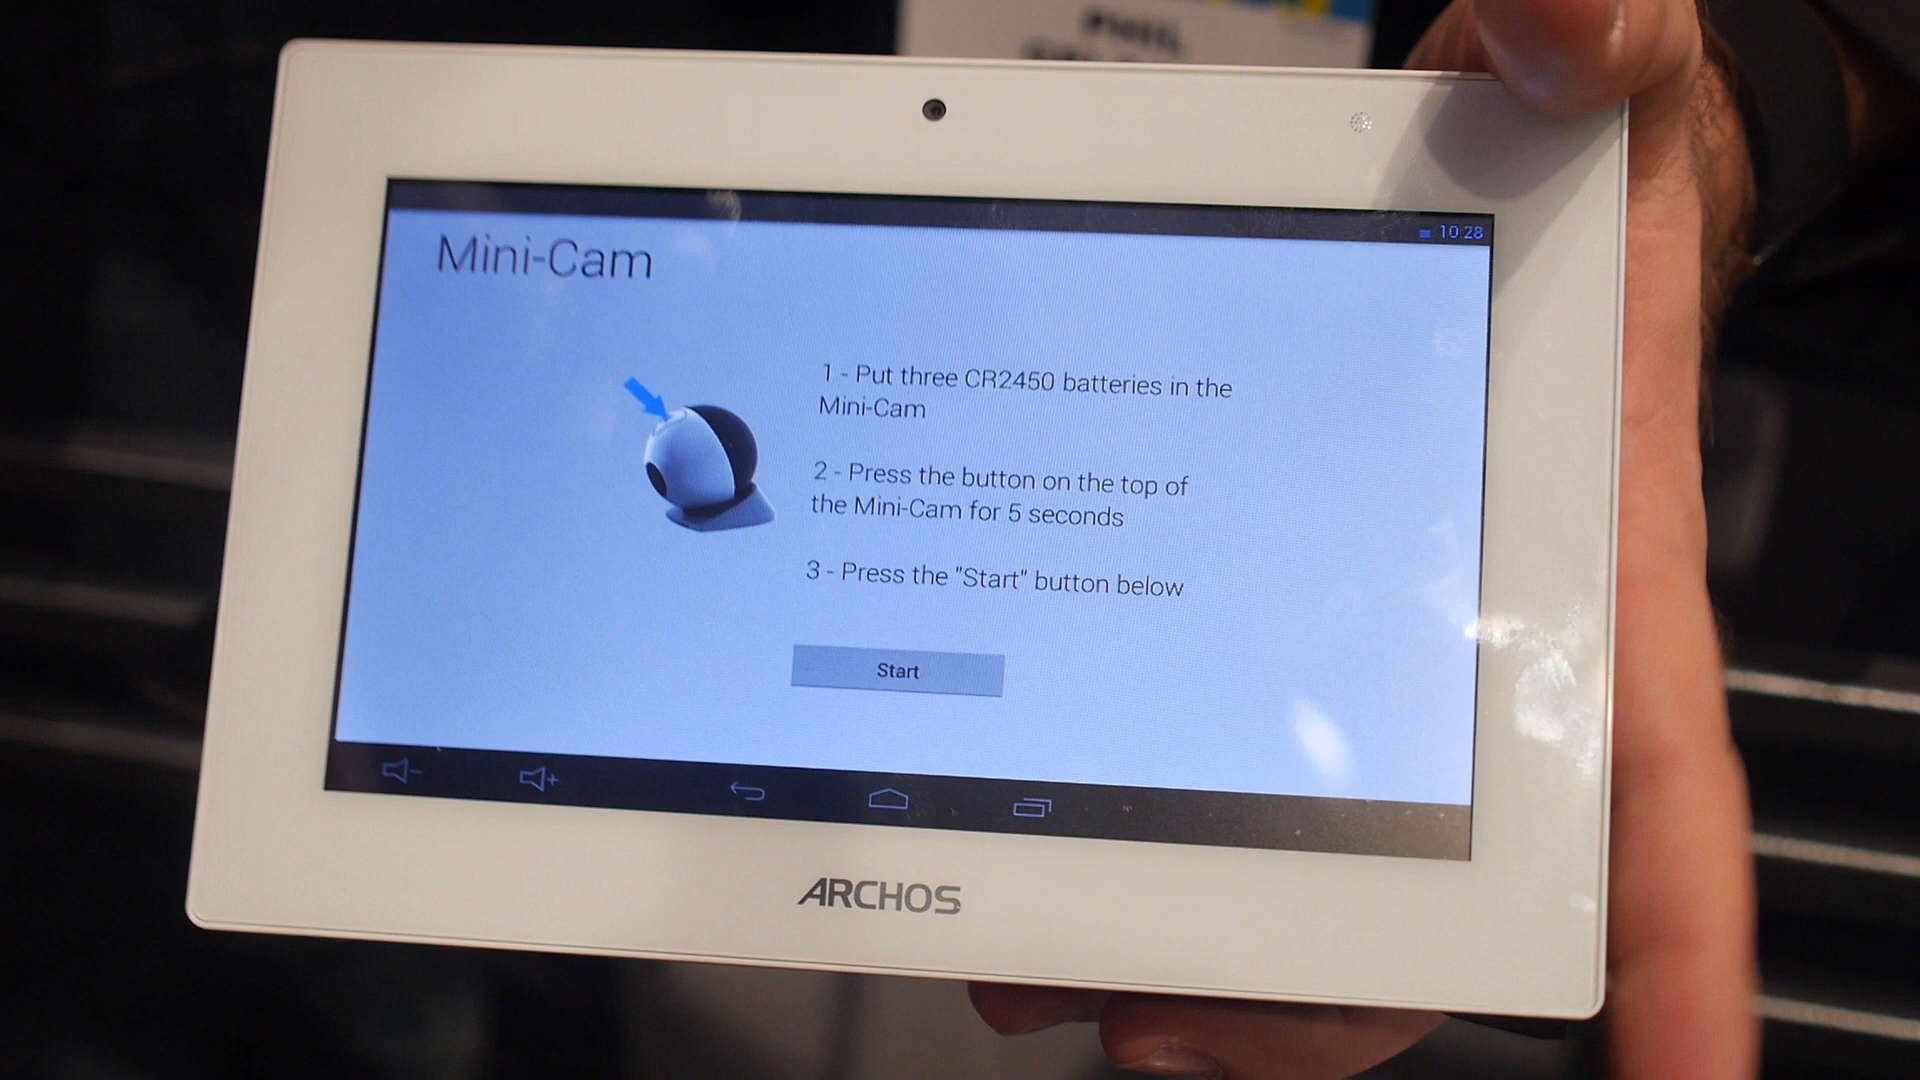 PHIL
10:28
Mini-Cam
1 - Put three CR2450 batteries in the
Mini-Cam
2 - Press the button on the top of
the Mini-Cam for 5 seconds
3 - Press the "Start" button below
Start
ARCHOS